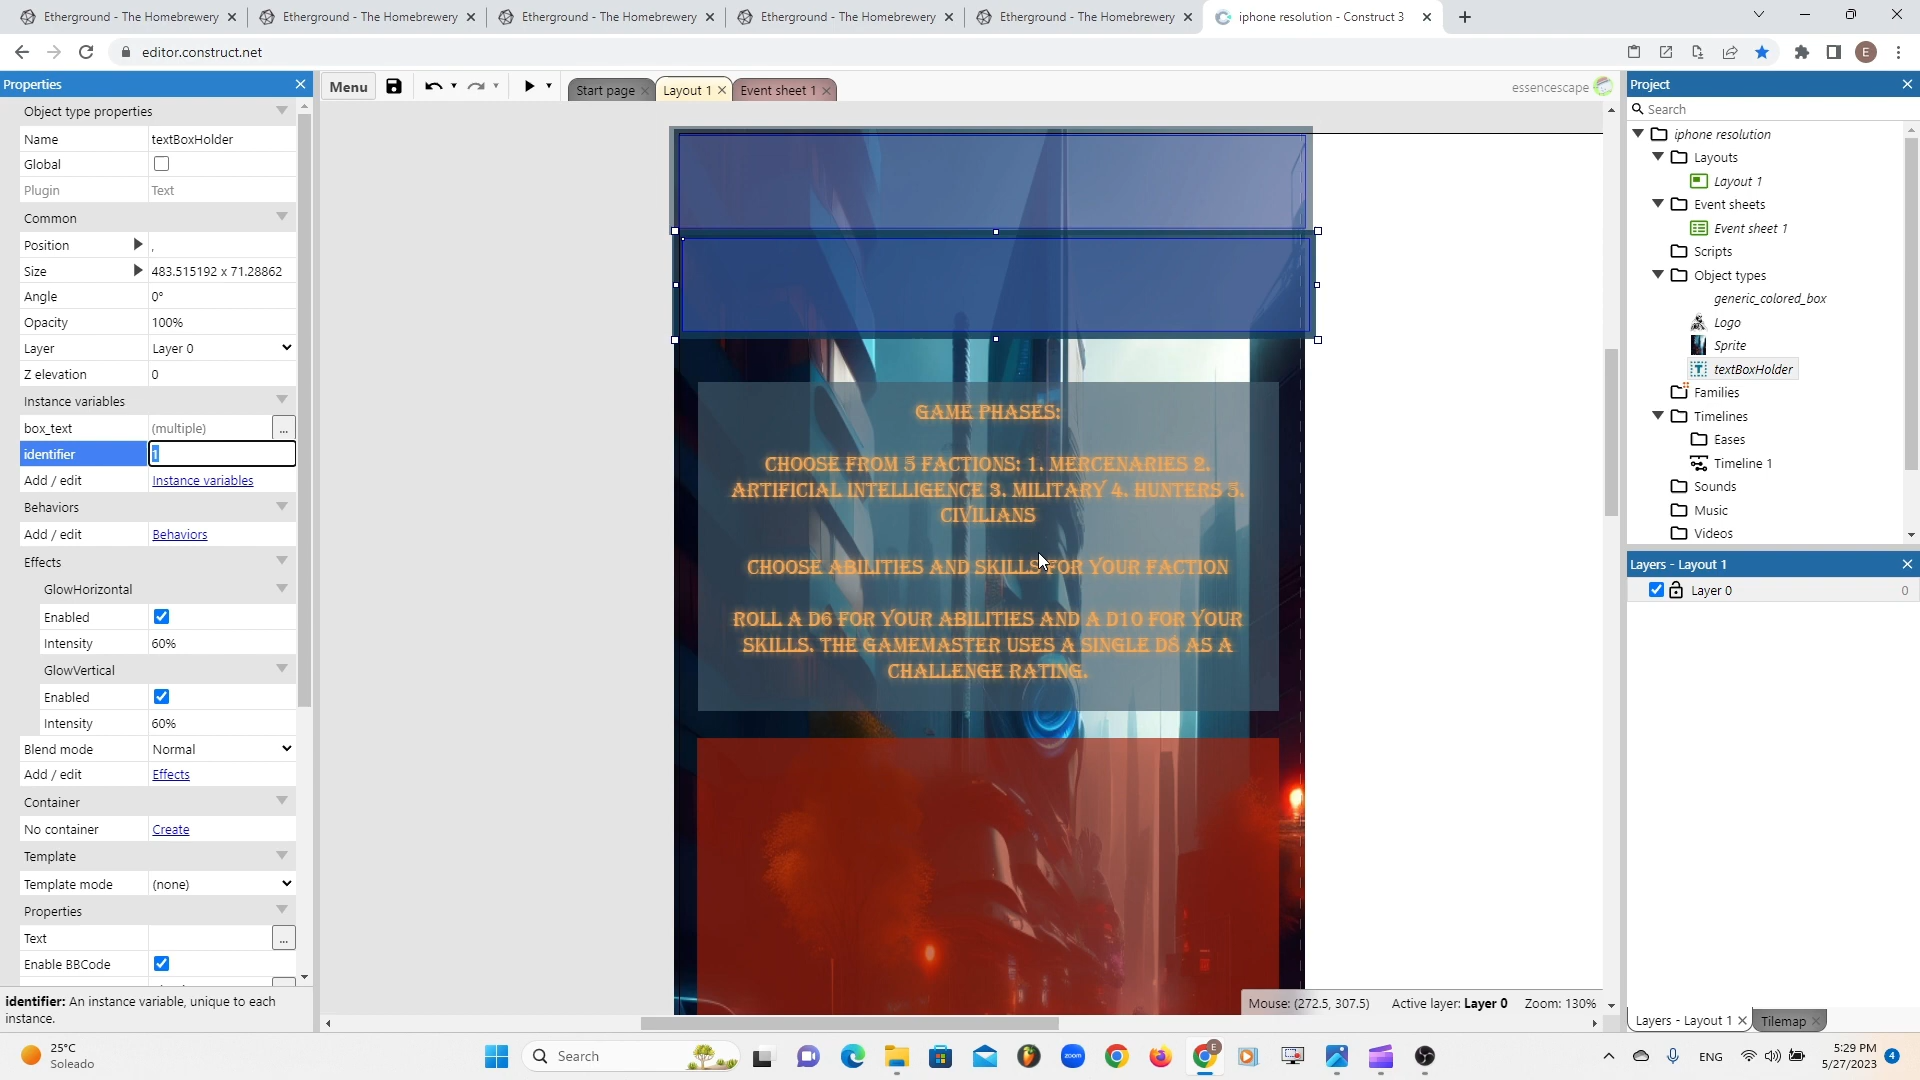 Etherground - The Homebrewery
Etherground - The Homebrewery
Etherground - The Homebrewery
Etherground - The Homebrewery
Etherground - The Homebrewery
iphone resolution - Construct 3
editor.construct.net
E
Properties
Object type properties
Name textBoxHolder
Global
Plugin Text
Common
Position ,
Size 483.515192 x 71.28862
Angle 0°
Opacity 100%
Layer Layer 0
Z elevation 0
Instance variables
box_text (multiple) ...
identifier 1
Add / edit Instance variables
Behaviors
Add / edit Behaviors
Effects
GlowHorizontal
Enabled
Intensity 60%
GlowVertical
Enabled
Intensity 60%
Blend mode Normal
Add / edit Effects
Container
No container Create
Template
Template mode (none)
Properties
Text ...
Enable BBCode
identifier: An instance variable, unique to each
instance.
Menu
Start page
Layout 1
Event sheet 1
essencescape
GAME PHASES:
CHOOSE FROM 5 FACTIONS: 1. MERCENARIES 2.
ARTIFICIAL INTELLIGENCE 3. MILITARY 4. HUNTERS 5.
CIVILIANS
CHOOSE ABILITIES AND SKILLS FOR YOUR FACTION
ROLL A D6 FOR YOUR ABILITIES AND A D10 FOR YOUR
SKILLS. THE GAMEMASTER USES A SINGLE D8 AS A
CHALLENGE RATING.
Mouse: (272.5, 307.5) Active layer: Layer 0 Zoom: 130%
Project
Search
iphone resolution
Layouts
Layout 1
Event sheets
Event sheet 1
Scripts
Object types
generic_colored_box
Logo
Sprite
textBoxHolder
Families
Timelines
Eases
Timeline 1
Sounds
Music
Videos
Layers - Layout 1
Layer 0 0
Layers - Layout 1
Tilemap
25°C
Soleado
Search
zoom
E
ENG
5:29 PM
5/27/2023
4